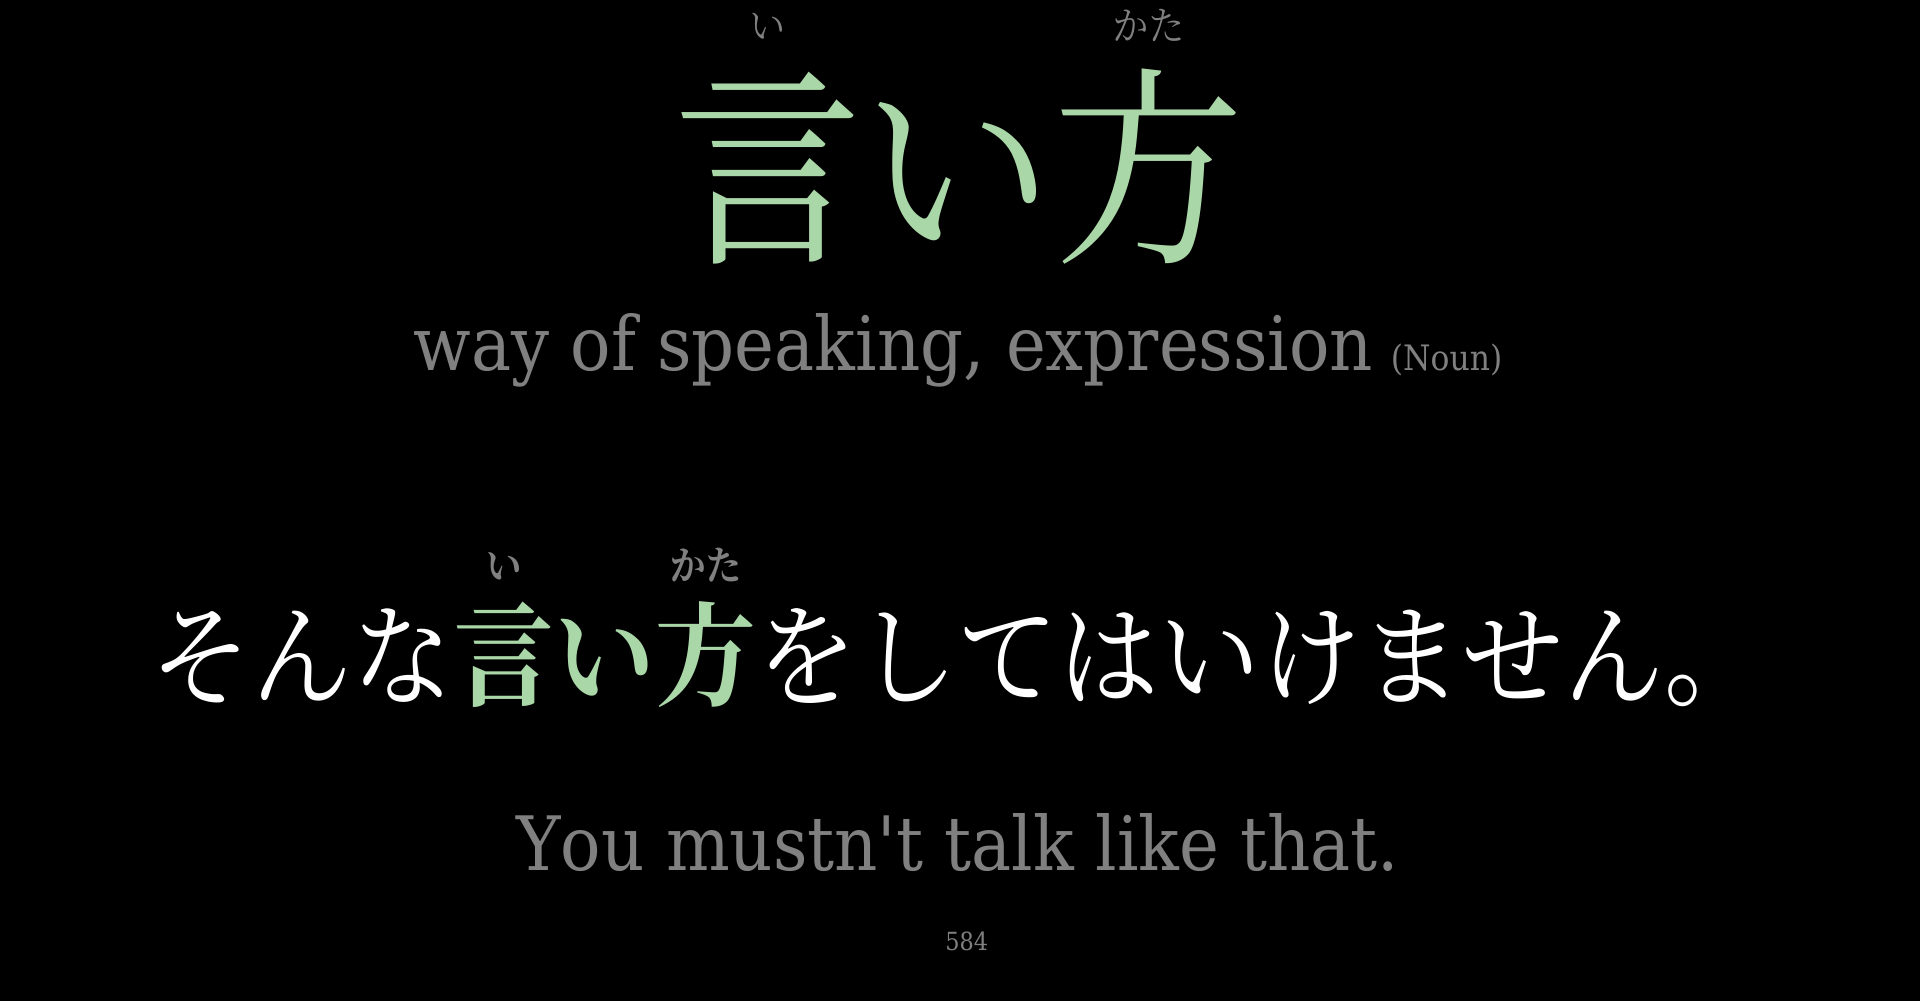 い かた
言い方
way of speaking, expression (Noun)
い かた
そんな言い方をしてはいけません。
You mustn't talk like that.
584